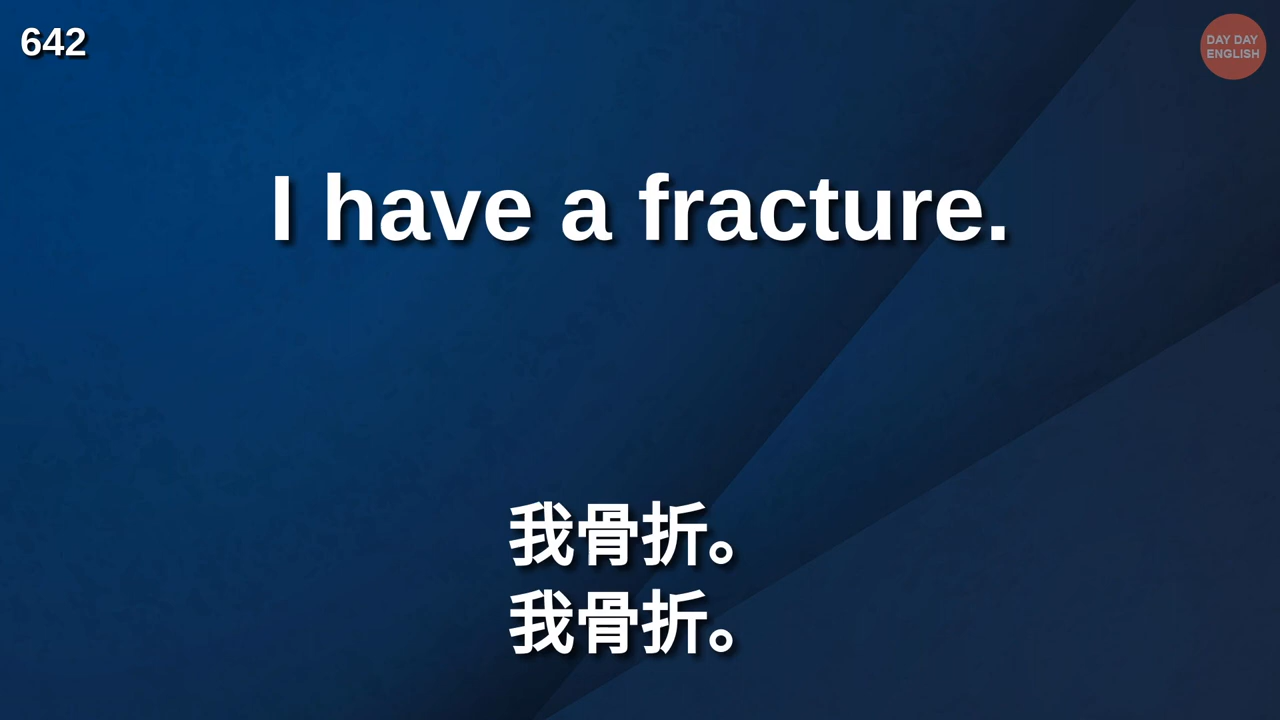 642
DAY DAY
ENGLISH
I have a fracture.
我骨折。
我骨折。